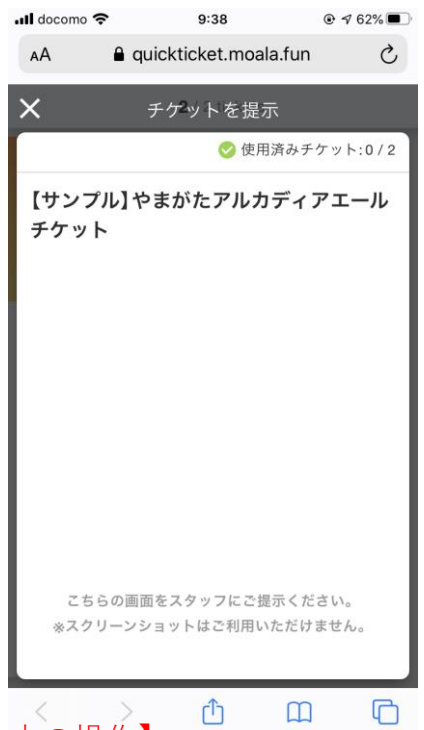 docomo 9:38 62%
AA quickticket.moala.fun
チケットを提示
使用済みチケット:0 / 2
【サンプル】やまがたアルカディアエール
チケット
こちらの画面をスタッフにご提示ください。
※スクリーンショットはご利用いただけません。